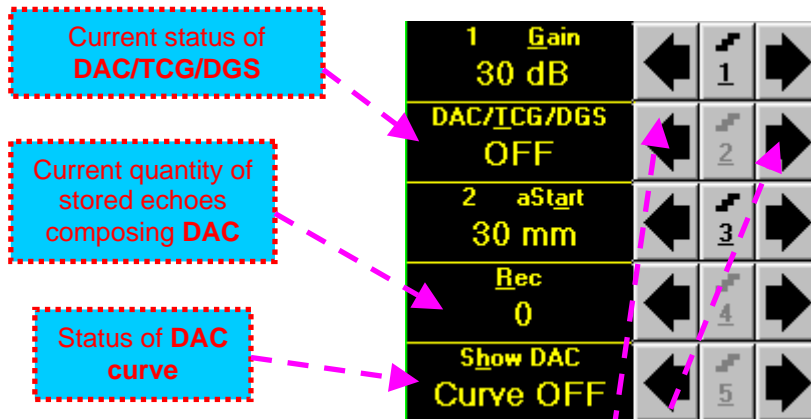 Current status of
DAC/TCG/DGS
Current quantity of
stored echoes
composing DAC
Status of DAC
curve
1 Gain
30 dB
1
DAC/TCG/DGS
OFF
2
2 aStart
30 mm
3
Rec
0
4
Show DAC
Curve OFF
5